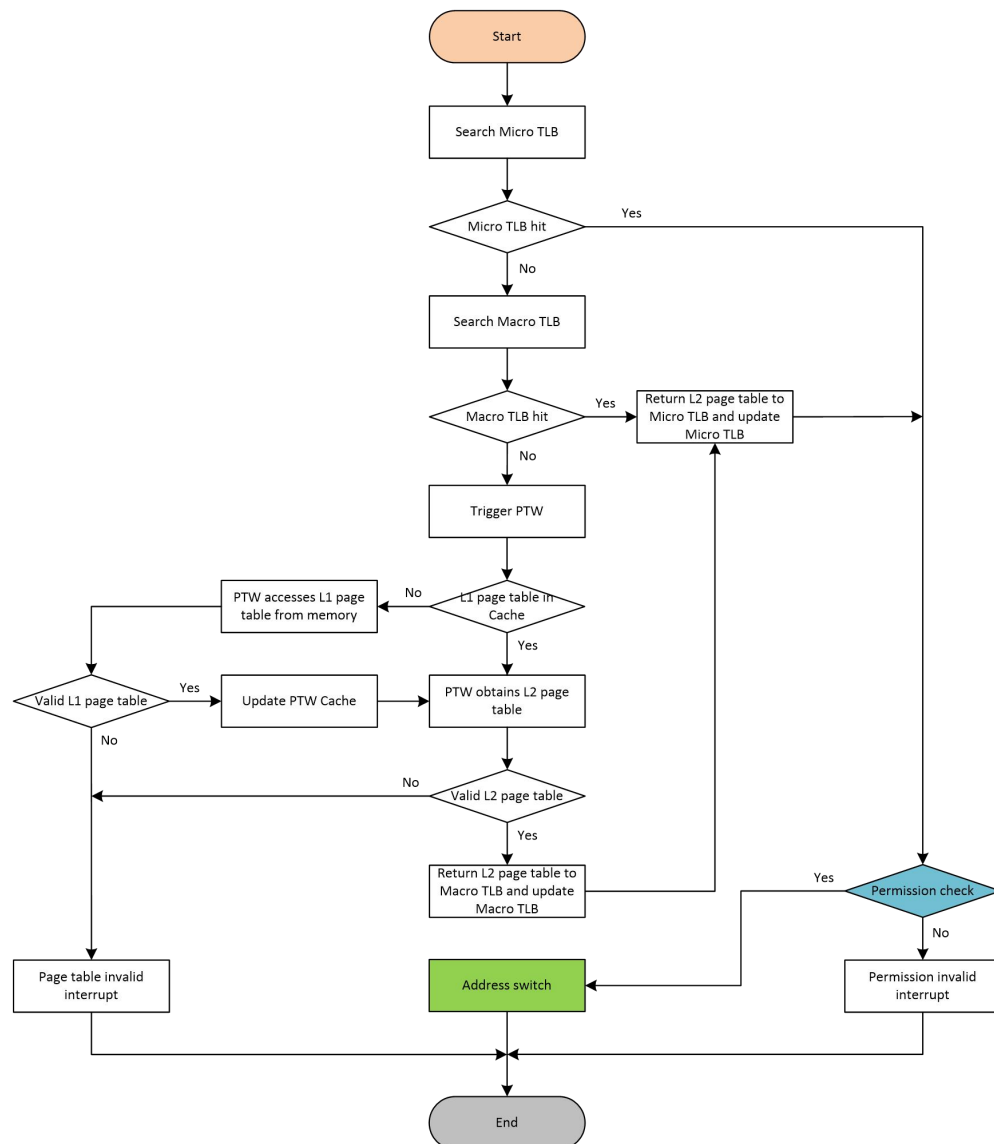 Start
Search Micro TLB
Micro TLB hit
Yes
No
Search Macro TLB
Macro TLB hit
Yes
Return L2 page table to
Micro TLB and update
Micro TLB
No
Trigger PTW
L1 page table in
Cache
No
PTW accesses L1 page
table from memory
Yes
Valid L1 page table
Yes
Update PTW Cache
PTW obtains L2 page
table
No
Valid L2 page table
No
Yes
Return L2 page table to
Macro TLB and update
Macro TLB
Permission check
Yes
No
Page table invalid
interrupt
Address switch
Permission invalid
interrupt
End